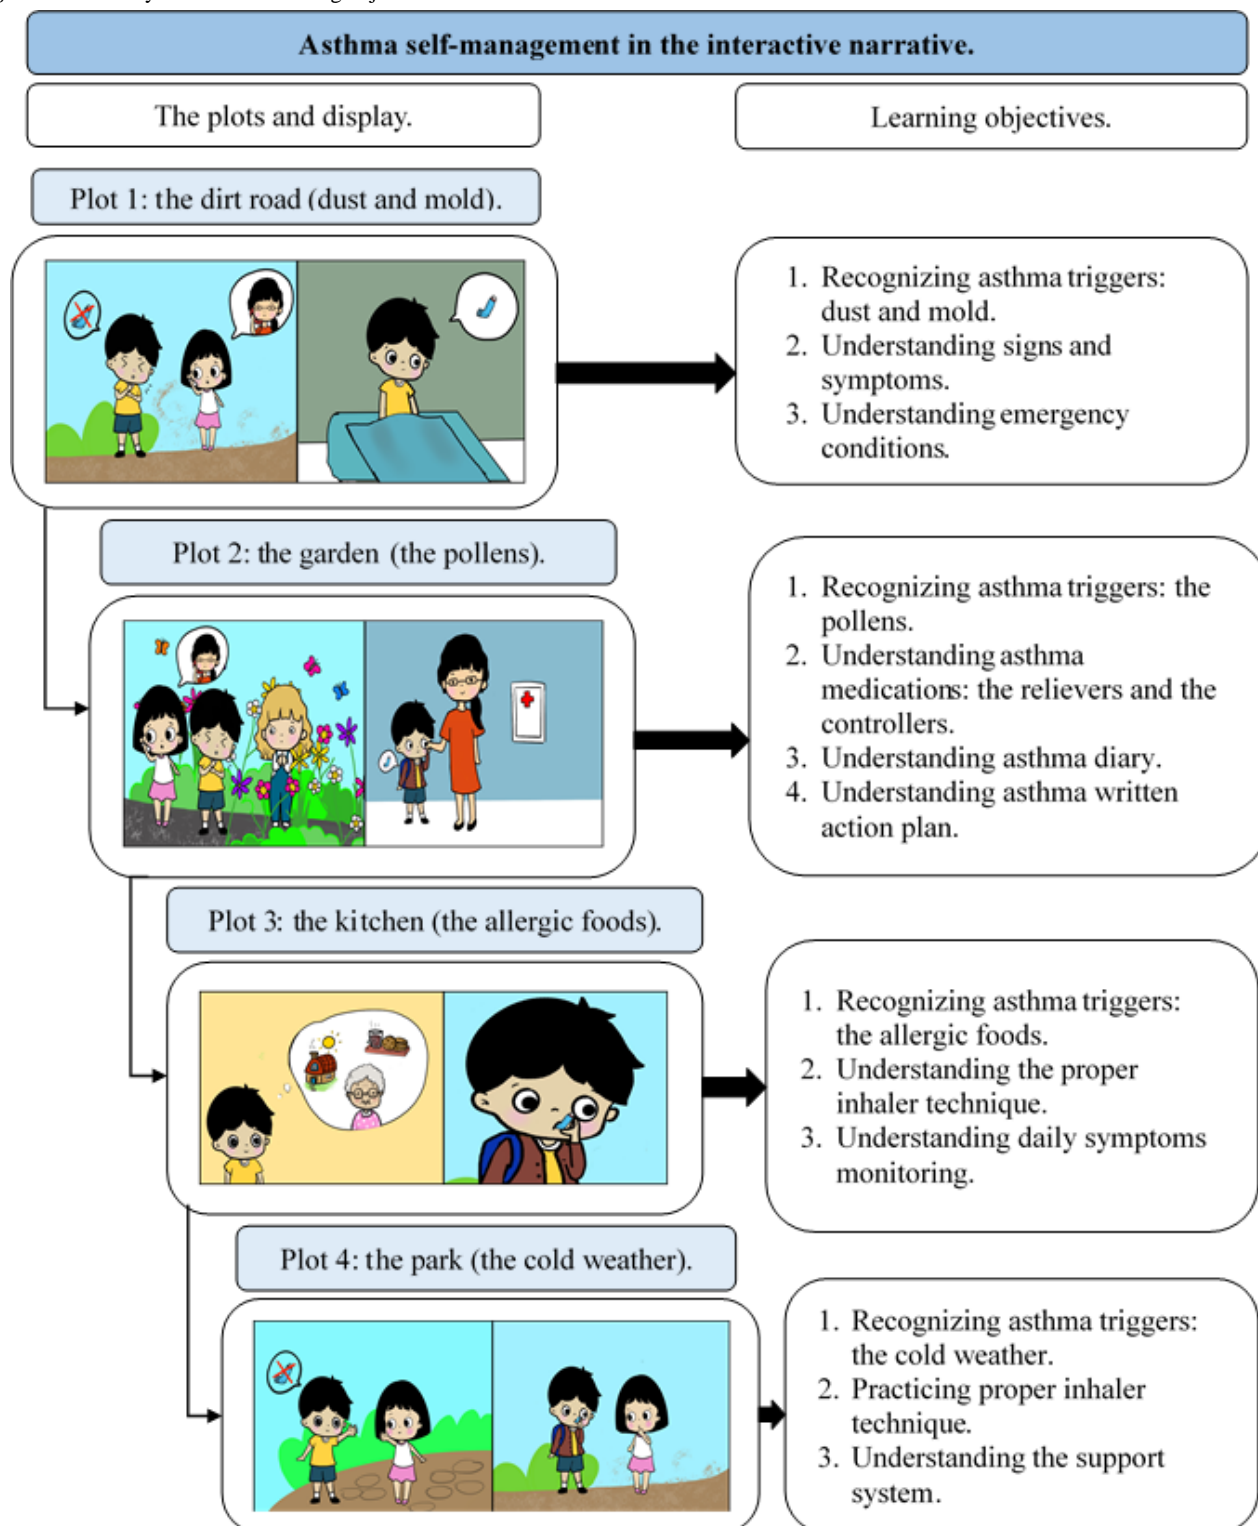 Asthma self-management in the interactive narrative.
The plots and display.
Learning objectives.
Plot 1: the dirt road (dust and mold).
1. Recognizing asthma triggers:
dust and mold.
2. Understanding signs and
symptoms.
3. Understanding emergency
conditions.
Plot 2: the garden (the pollens).
1. Recognizing asthma triggers: the
pollens.
2. Understanding asthma
medications: the relievers and the
controllers.
3. Understanding asthma diary.
4. Understanding asthma written
action plan.
Plot 3: the kitchen (the allergic foods).
1. Recognizing asthma triggers:
the allergic foods.
2. Understanding the proper
inhaler technique.
3. Understanding daily symptoms
monitoring.
Plot 4: the park (the cold weather).
1. Recognizing asthma triggers:
the cold weather.
2. Practicing proper inhaler
technique.
3. Understanding the support
system.